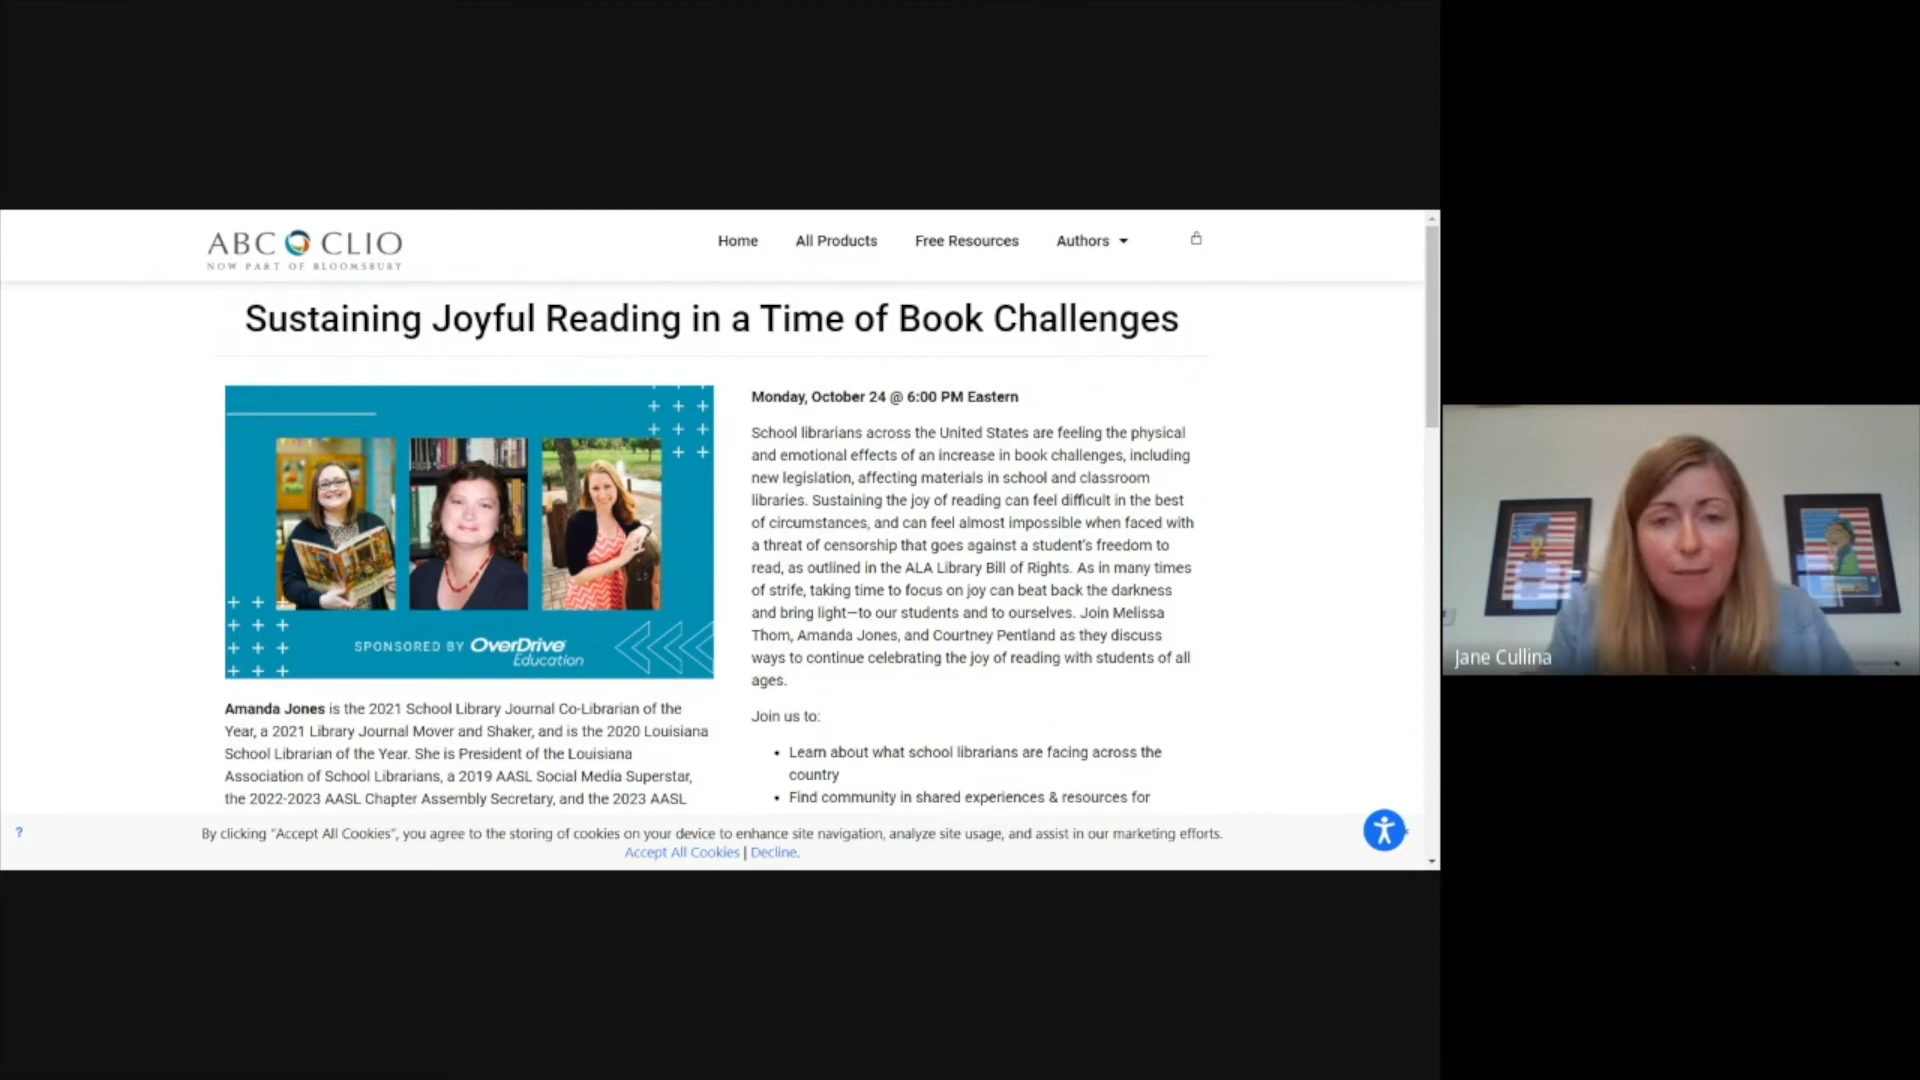 ABC CLIO
NOW PART OF BLOOMSBURY
Home
All Products
Free Resources
Authors
Sustaining Joyful Reading in a Time of Book Challenges
SPONSORED BY OverDrive
Education
Amanda Jones is the 2021 School Library Journal Co-Librarian of the
Year, a 2021 Library Journal Mover and Shaker, and is the 2020 Louisiana
School Librarian of the Year. She is President of the Louisiana
Association of School Librarians, a 2019 AASL Social Media Superstar,
the 2022-2023 AASL Chapter Assembly Secretary, and the 2023 AASL
Monday, October 24 @ 6:00 PM Eastern
School librarians across the United States are feeling the physical
and emotional effects of an increase in book challenges, including
new legislation, affecting materials in school and classroom
libraries. Sustaining the joy of reading can feel difficult in the best
of circumstances, and can feel almost impossible when faced with
a threat of censorship that goes against a student's freedom to
read, as outlined in the ALA Library Bill of Rights. As in many times
of strife, taking time to focus on joy can beat back the darkness
and bring light—to our students and to ourselves. Join Melissa
Thom, Amanda Jones, and Courtney Pentland as they discuss
ways to continue celebrating the joy of reading with students of all
ages.
Join us to:
• Learn about what school librarians are facing across the
country
• Find community in shared experiences & resources for
?
By clicking “Accept All Cookies”, you agree to the storing of cookies on your device to enhance site navigation, analyze site usage, and assist in our marketing efforts.
Accept All Cookies | Decline.
Jane Cullina